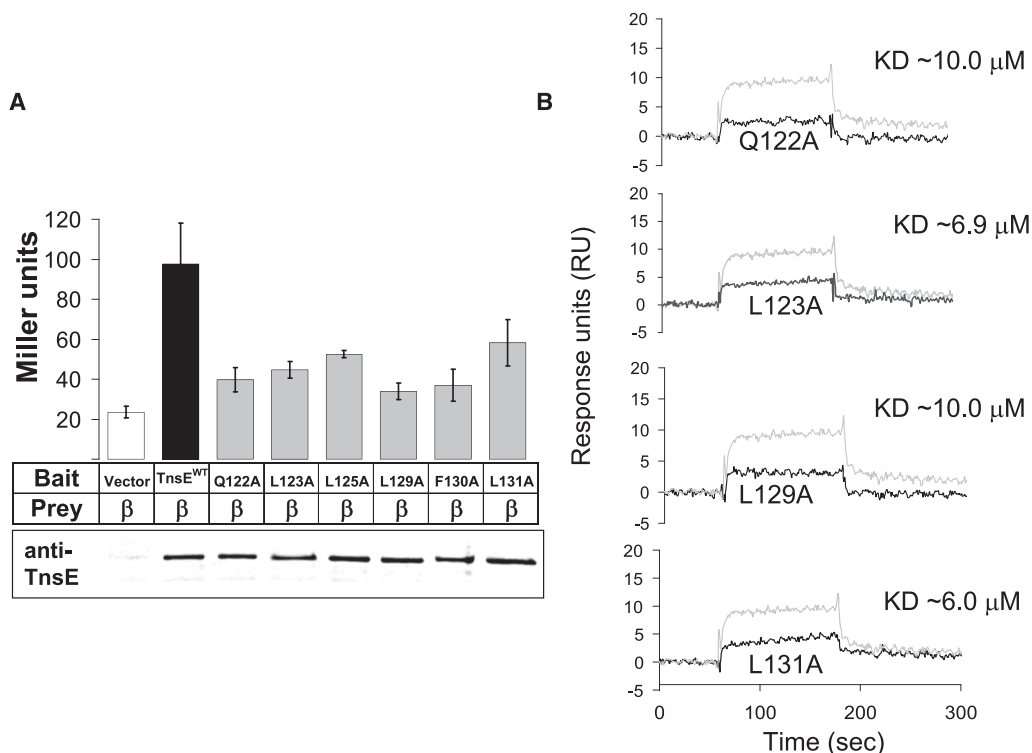 A
Miller units
120
100
80
60
40
20
Bait Vector TnsE^WT Q122A L123A L125A L129A F130A L131A
Prey β β β β β β β β
anti-
TnsE
B
Response units (RU)
20
15
10
5
0
-5
KD ~10.0 μM
Q122A
20
15
10
5
0
-5
KD ~6.9 μM
L123A
20
15
10
5
0
-5
KD ~10.0 μM
L129A
20
15
10
5
0
-5
KD ~6.0 μM
L131A
0 100 200 300
Time (sec)